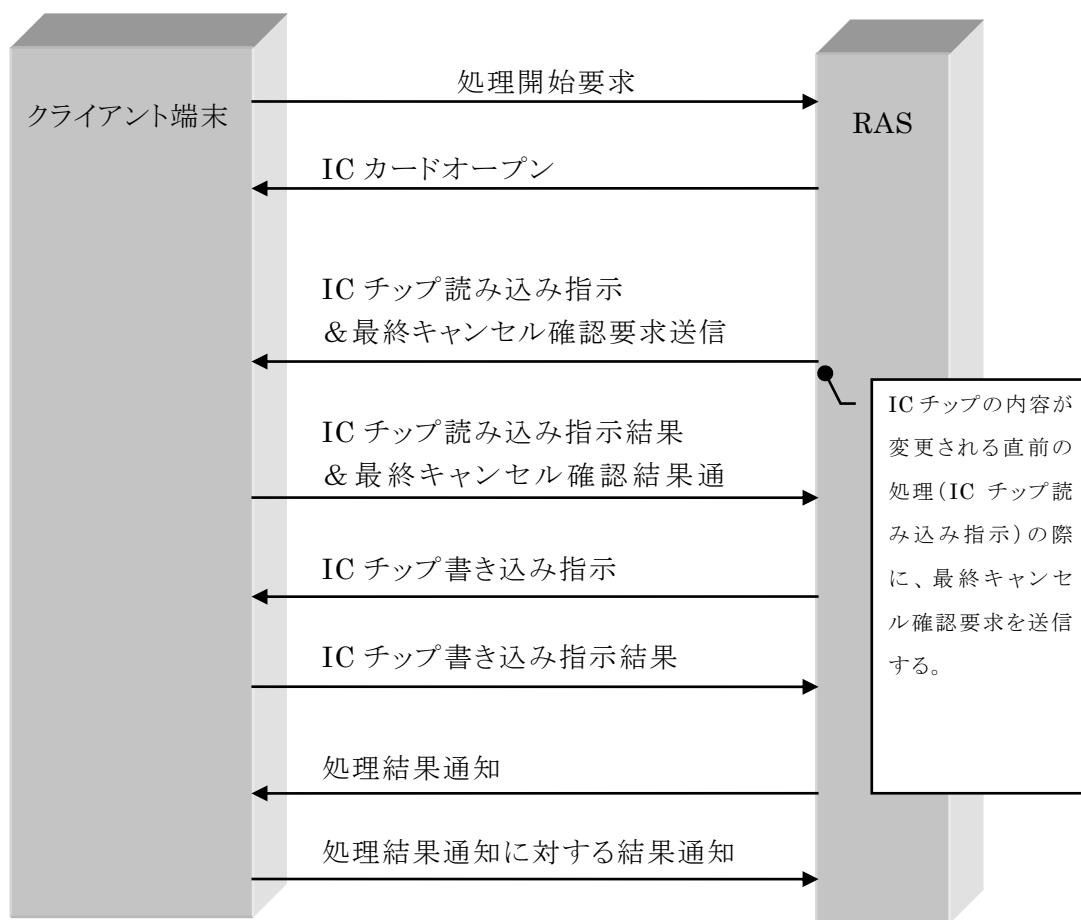 処理開始要求
クライアント端末
RAS
IC カードオープン
IC チップ読み込み指示
＆最終キャンセル確認要求送信
IC チップの内容が
変更される直前の
処理（IC チップ読
み込み指示）の際
に、最終キャンセ
ル確認要求を送信
する。
IC チップ読み込み指示結果
＆最終キャンセル確認結果通
IC チップ書き込み指示
IC チップ書き込み指示結果
処理結果通知
処理結果通知に対する結果通知